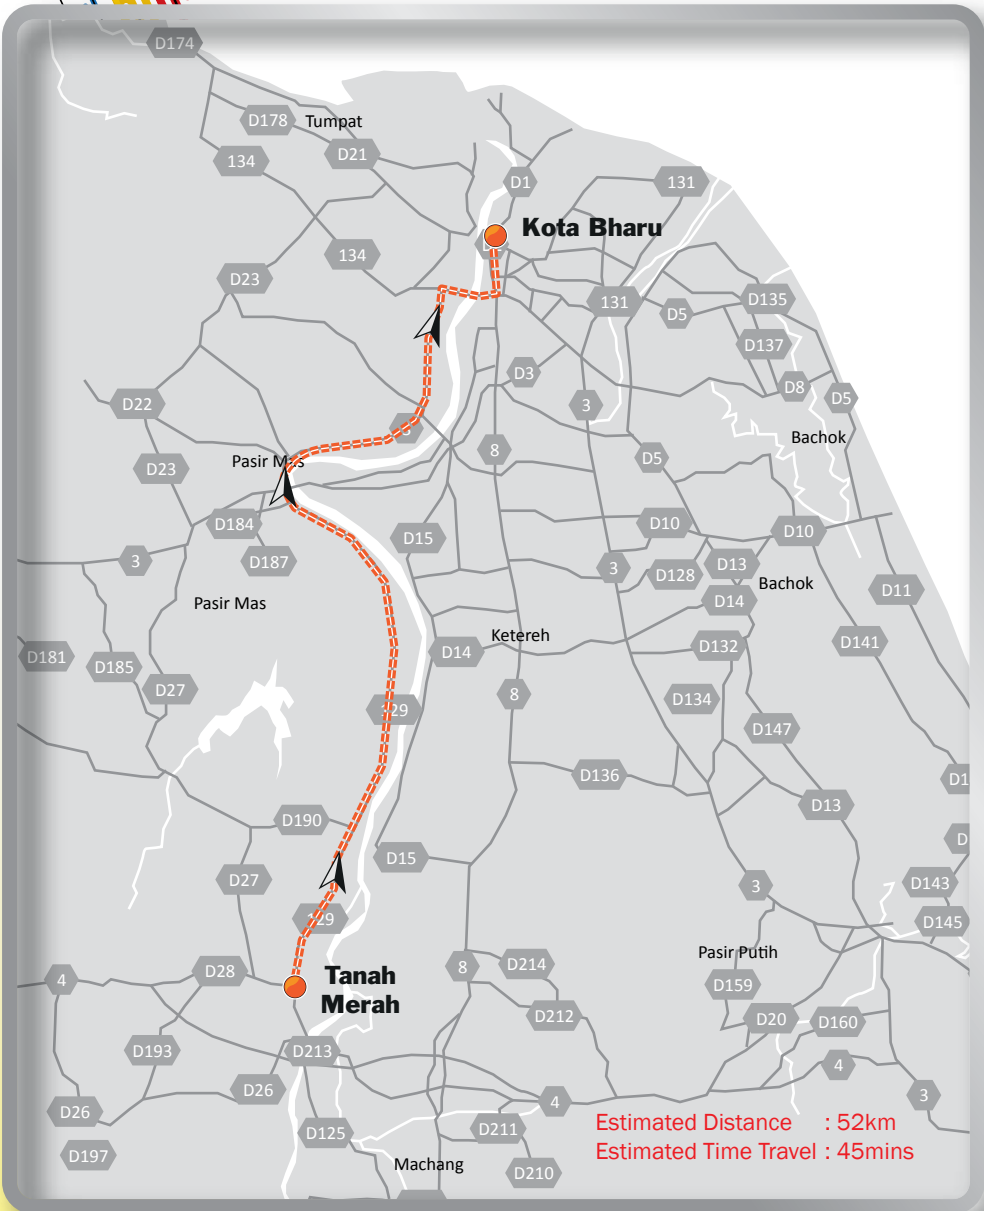 D174
D178
Tumpat
134
D21
D1
131
Kota Bharu
134
D23
131
D135
D5
D137
D3
D8
D5
D22
3
Bachok
8
Pasir Mas
D23
D5
D184
D10
D10
D15
3
D187
3
D13
D128
Bachok
D11
Pasir Mas
D14
Ketereh
D141
D181
D14
D132
D185
D27
8
D134
129
D147
D136
D1
D13
D190
D
D15
D27
3
D143
129
D145
Pasir Putih
8
D214
D28
4
Tanah
Merah
D159
D212
D20
D160
D193
D213
4
D26
3
4
D26
Estimated Distance : 52km
D125
D211
Estimated Time Travel : 45mins
D197
Machang
D210